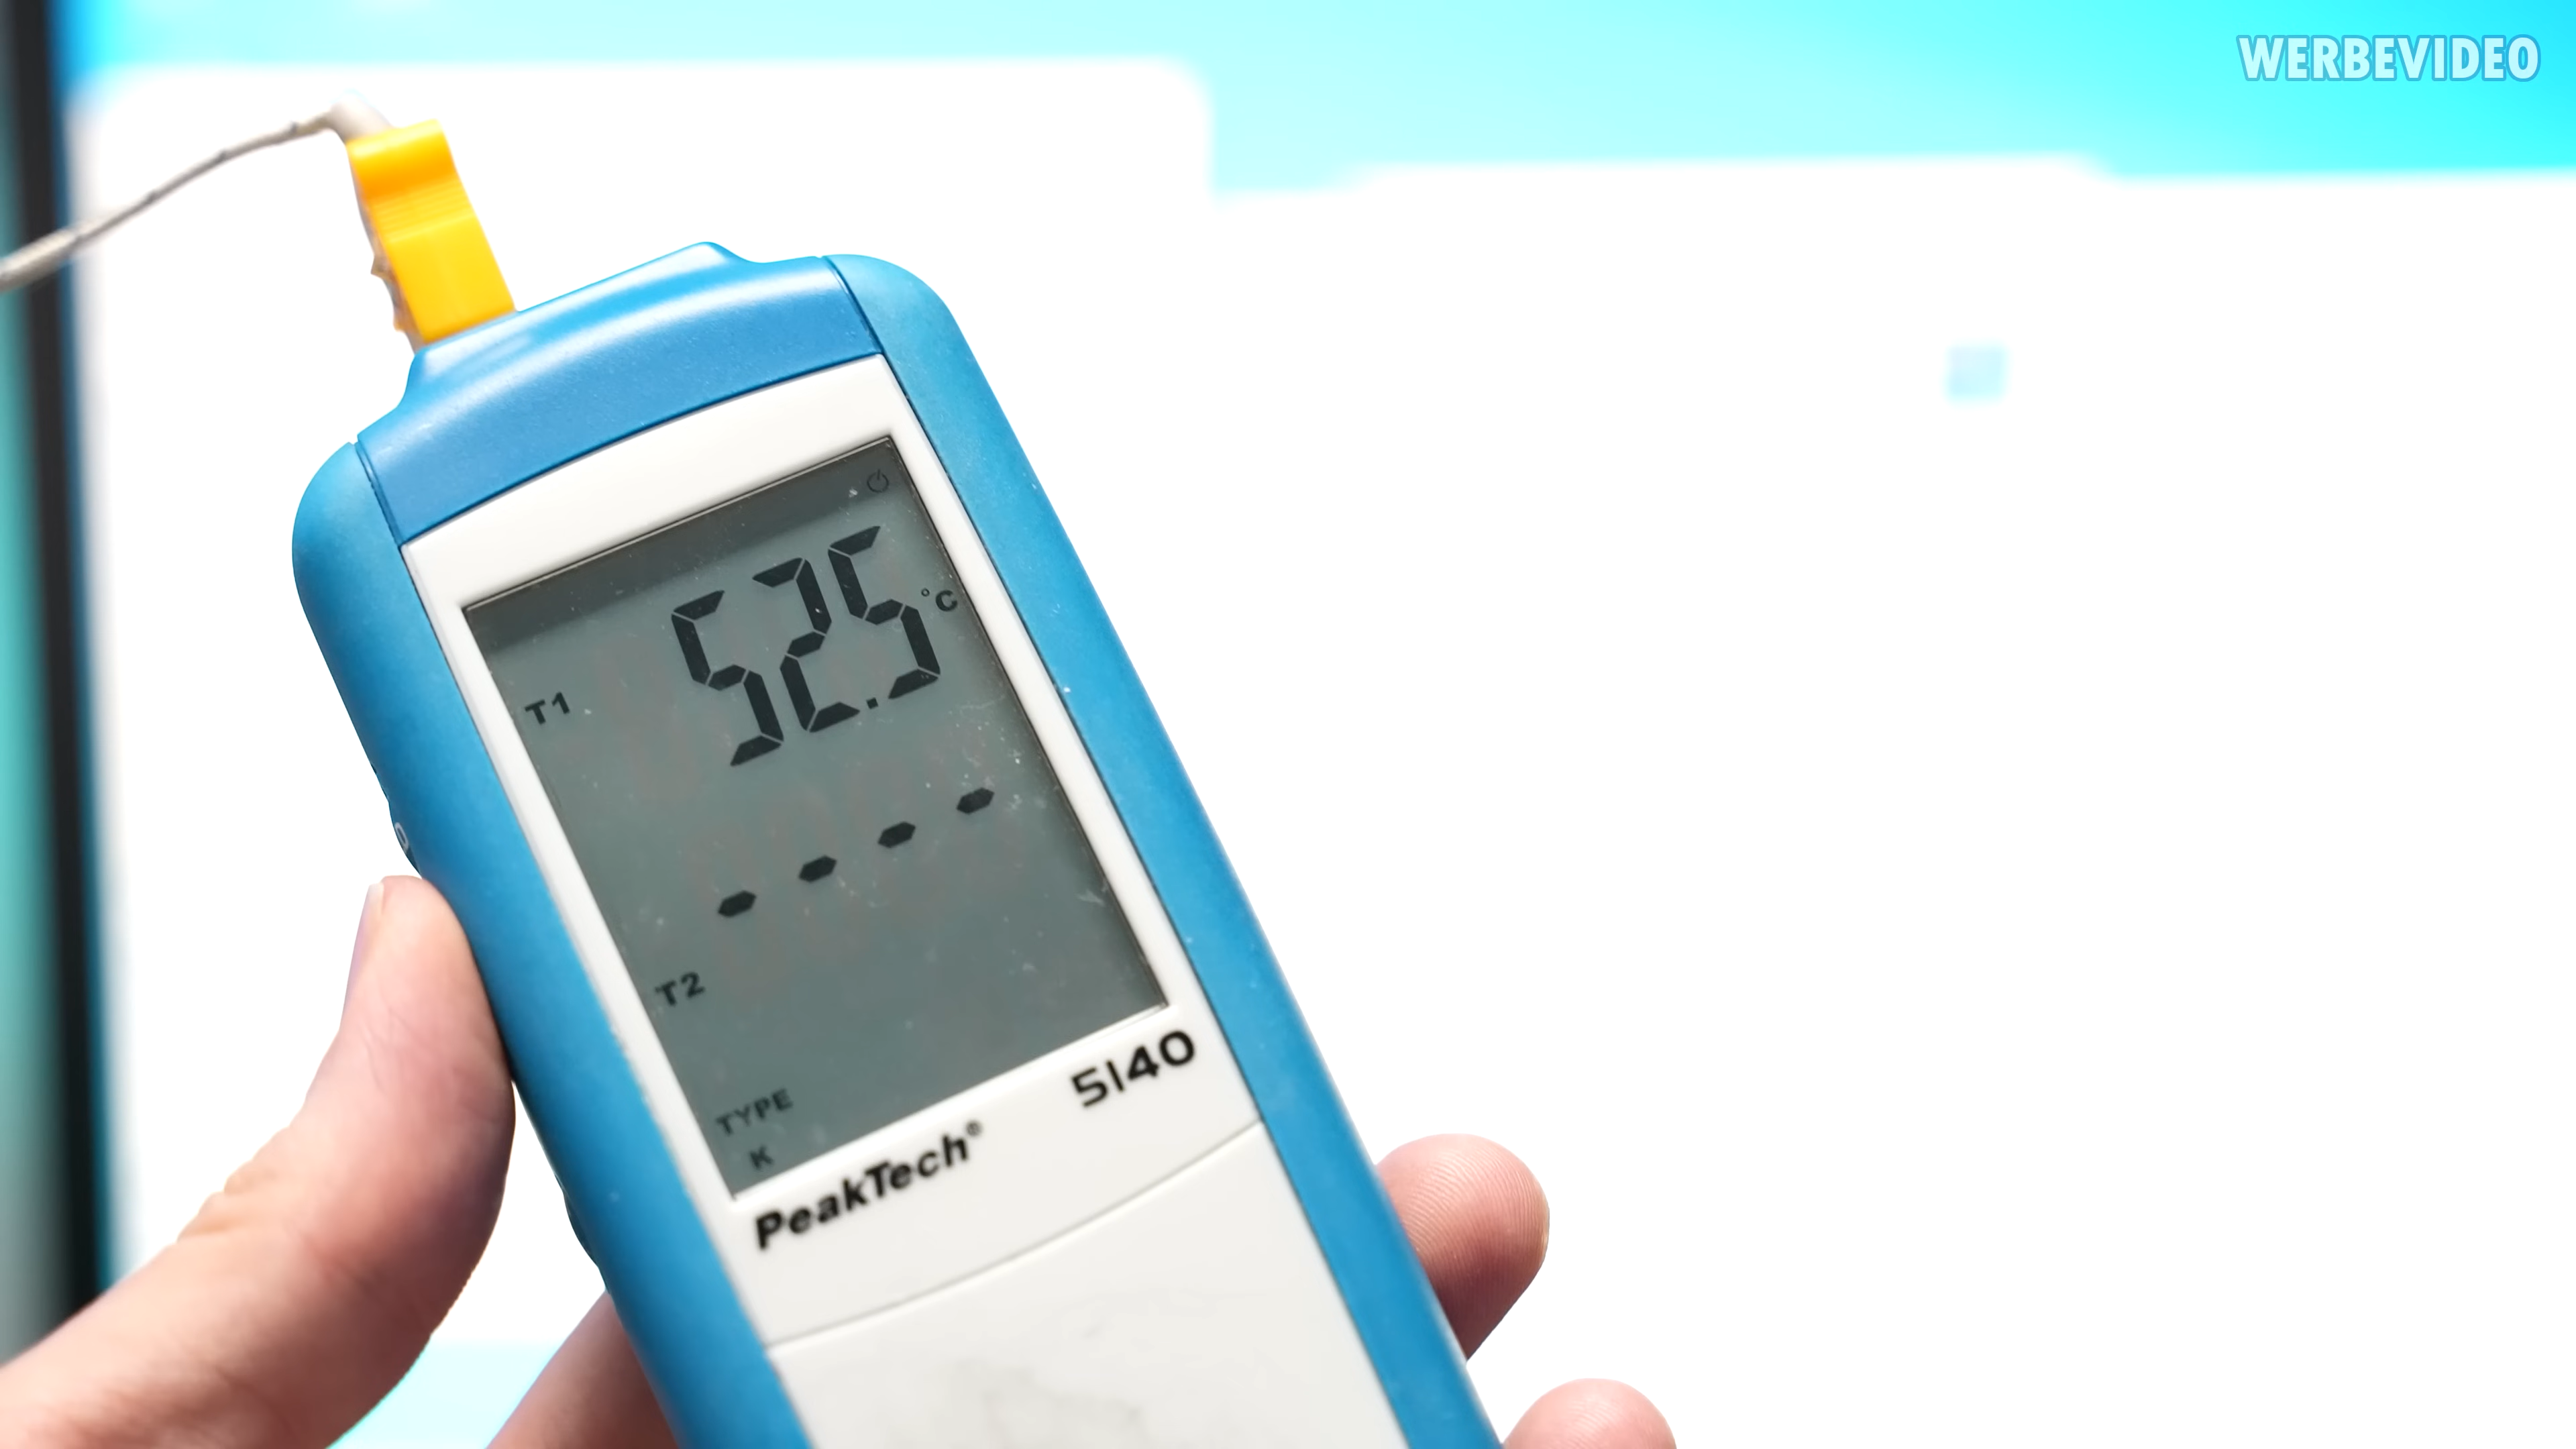 WERBEVIDEO
52.5 °C
T1
- - - -
T2
TYPE
K
PeakTech® 5140